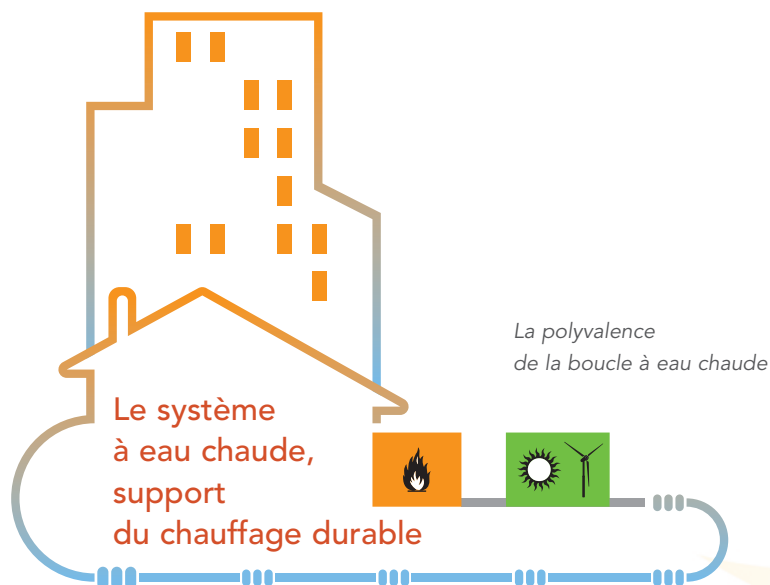 La polyvalence
de la boucle à eau chaude
Le système
à eau chaude,
support
du chauffage durable